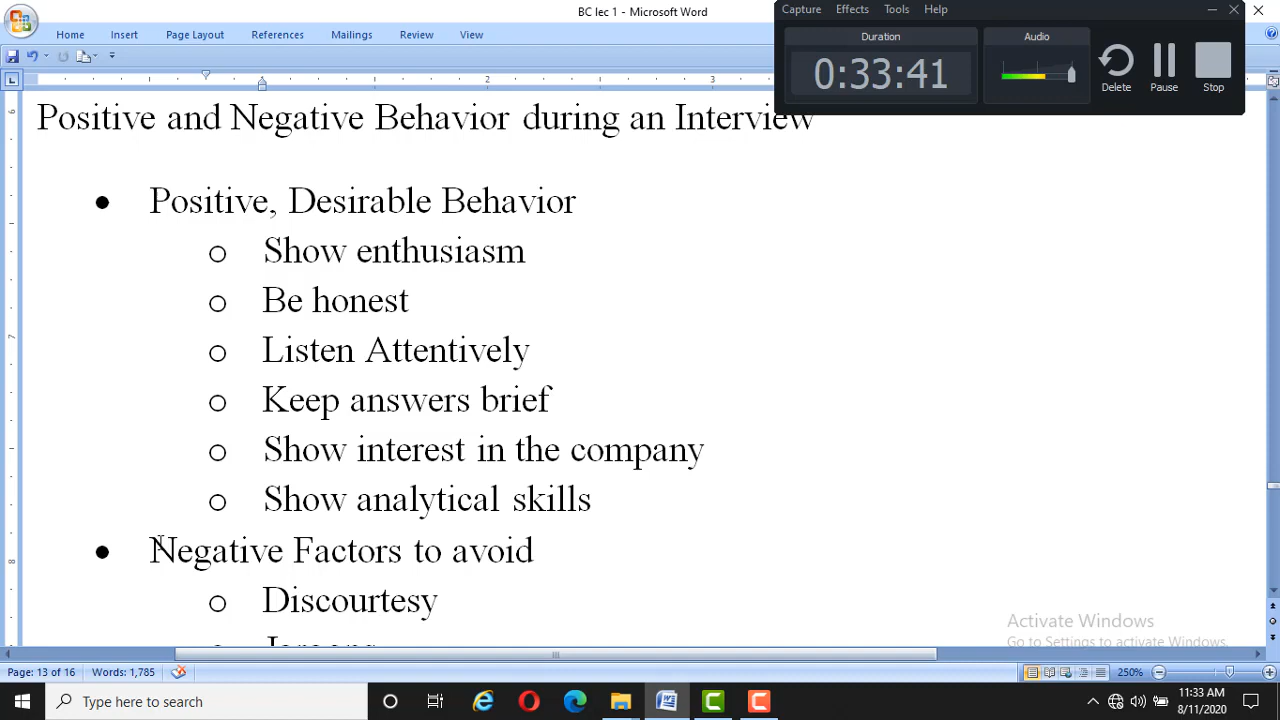 BC lec 1 - Microsoft Word
Capture Effects Tools Help
Home Insert Page Layout References Mailings Review View
Duration Audio
0:33:41
Delete Pause Stop
2 3
Positive and Negative Behavior during an Interview
• Positive, Desirable Behavior
o Show enthusiasm
o Be honest
o Listen Attentively
o Keep answers brief
o Show interest in the company
o Show analytical skills
• Negative Factors to avoid
o Discourtesy
Activate Windows
Go to Settings to activate Windows.
Page: 13 of 16 Words: 1,785 250%
Type here to search
11:33 AM
8/11/2020